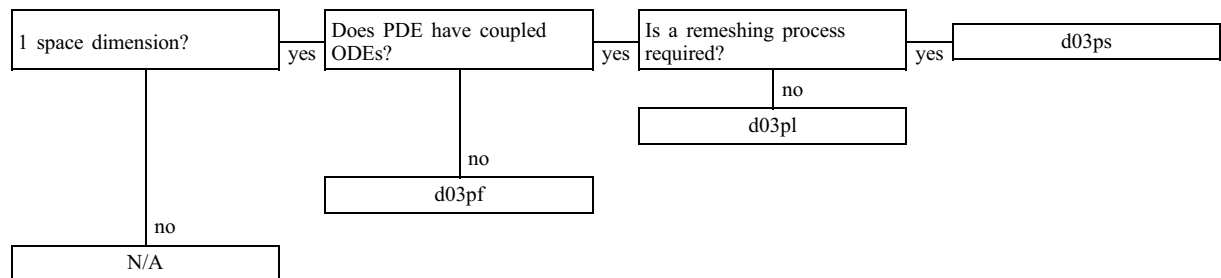 1 space dimension?
yes
Does PDE have coupled
ODEs?
yes
Is a remeshing process
required?
yes
d03ps
no
d03pl
no
d03pf
no
N/A